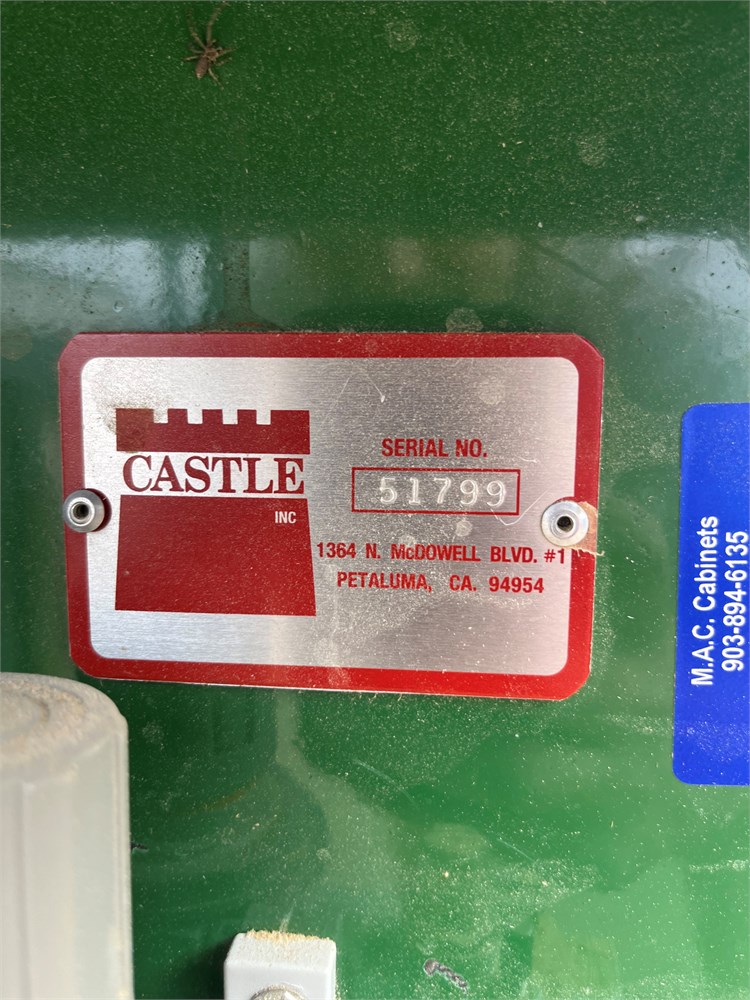 CASTLE
INC
SERIAL NO.
51799
1364 N. McDOWELL BLVD. #1
PETALUMA, CA. 94954
M.A.C. Cabinets
903-894-6135